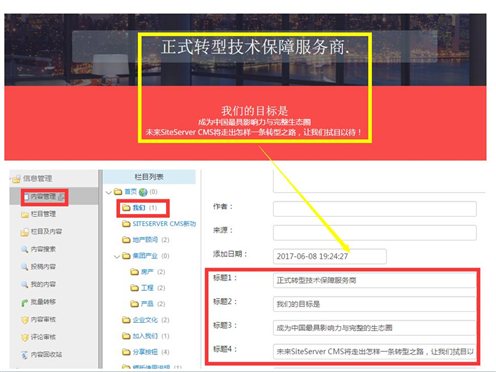 正式转型技术保障服务商.
我们的目标是
成为中国最具影响力与完整生态圈
未来SiteServer CMS将走出怎样一条转型之路，让我们拭目以待！
信息管理
内容管理
栏目管理
栏目及内容
内容搜索
投稿内容
我的内容
批量转移
内容审核
评论审核
内容回收站
栏目列表
首页 (0)
我们 (1)
SITESERVER CMS新功
地产顾问 (2)
集团产业 (0)
房产 (2)
工程 (2)
产品 (2)
企业文化 (2)
加入我们 (1)
分享按钮 (4)
作者：
来源：
添加日期： 2017-06-08 19:24:27
标题1： 正式转型技术保障服务商
标题2： 我们的目标是
标题3： 成为中国最具影响力与完整的生态圈
标题4： 未来SiteServer CMS将走出怎样一条转型之路，让我们拭目以